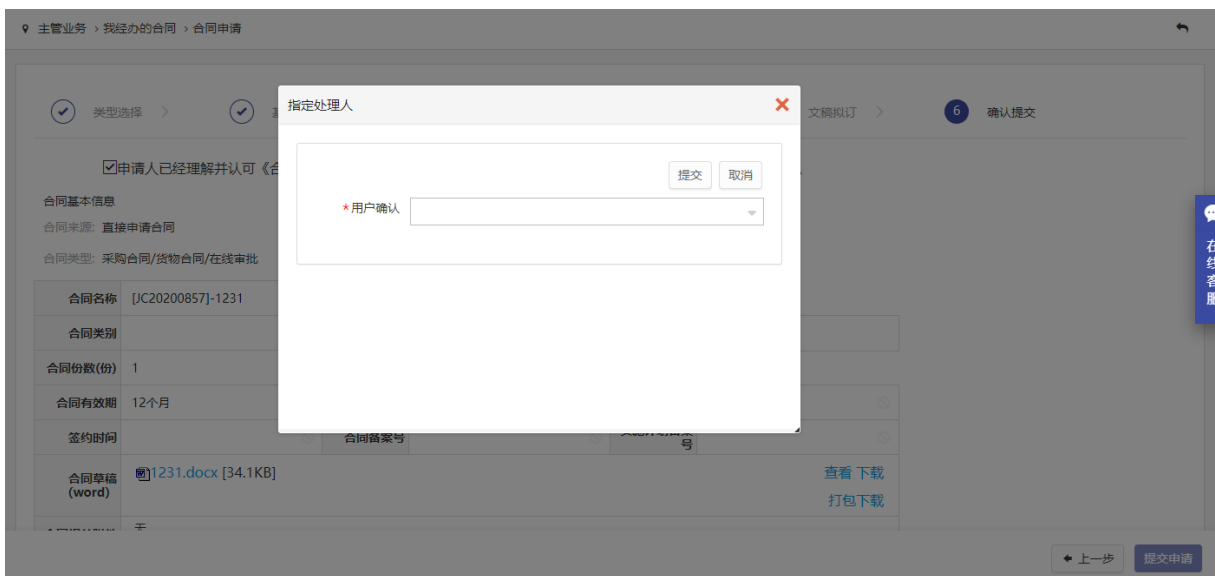 主管业务 › 我经办的合同 › 合同申请
指定处理人
类型选择
文稿拟订
6 确认提交
申请人已经理解并认可《合
提交 取消
合同基本信息
*用户确认
合同来源: 直接申请合同
在线客服
合同类型: 采购合同/货物合同/在线审批
合同名称 [JC20200857]-1231
合同类别
合同份数(份) 1
合同有效期 12个月
签约时间 合同备案号
号
合同草稿(word) 1231.docx [34.1KB] 查看 下载
打包下载
无
上一步 提交申请